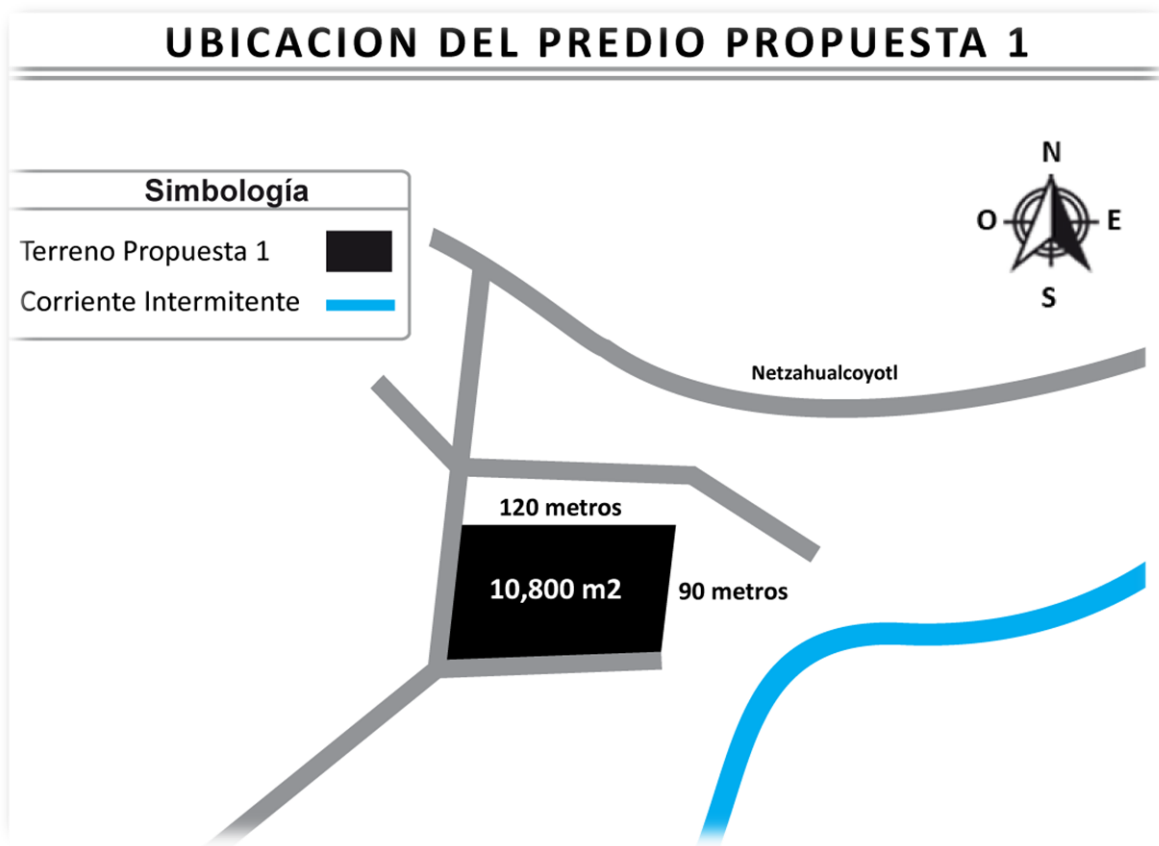 UBICACION DEL PREDIO PROPUESTA 1
Simbología
Terreno Propuesta 1
Corriente Intermitente
N
O
E
S
Netzahualcoyotl
120 metros
10,800 m2
90 metros